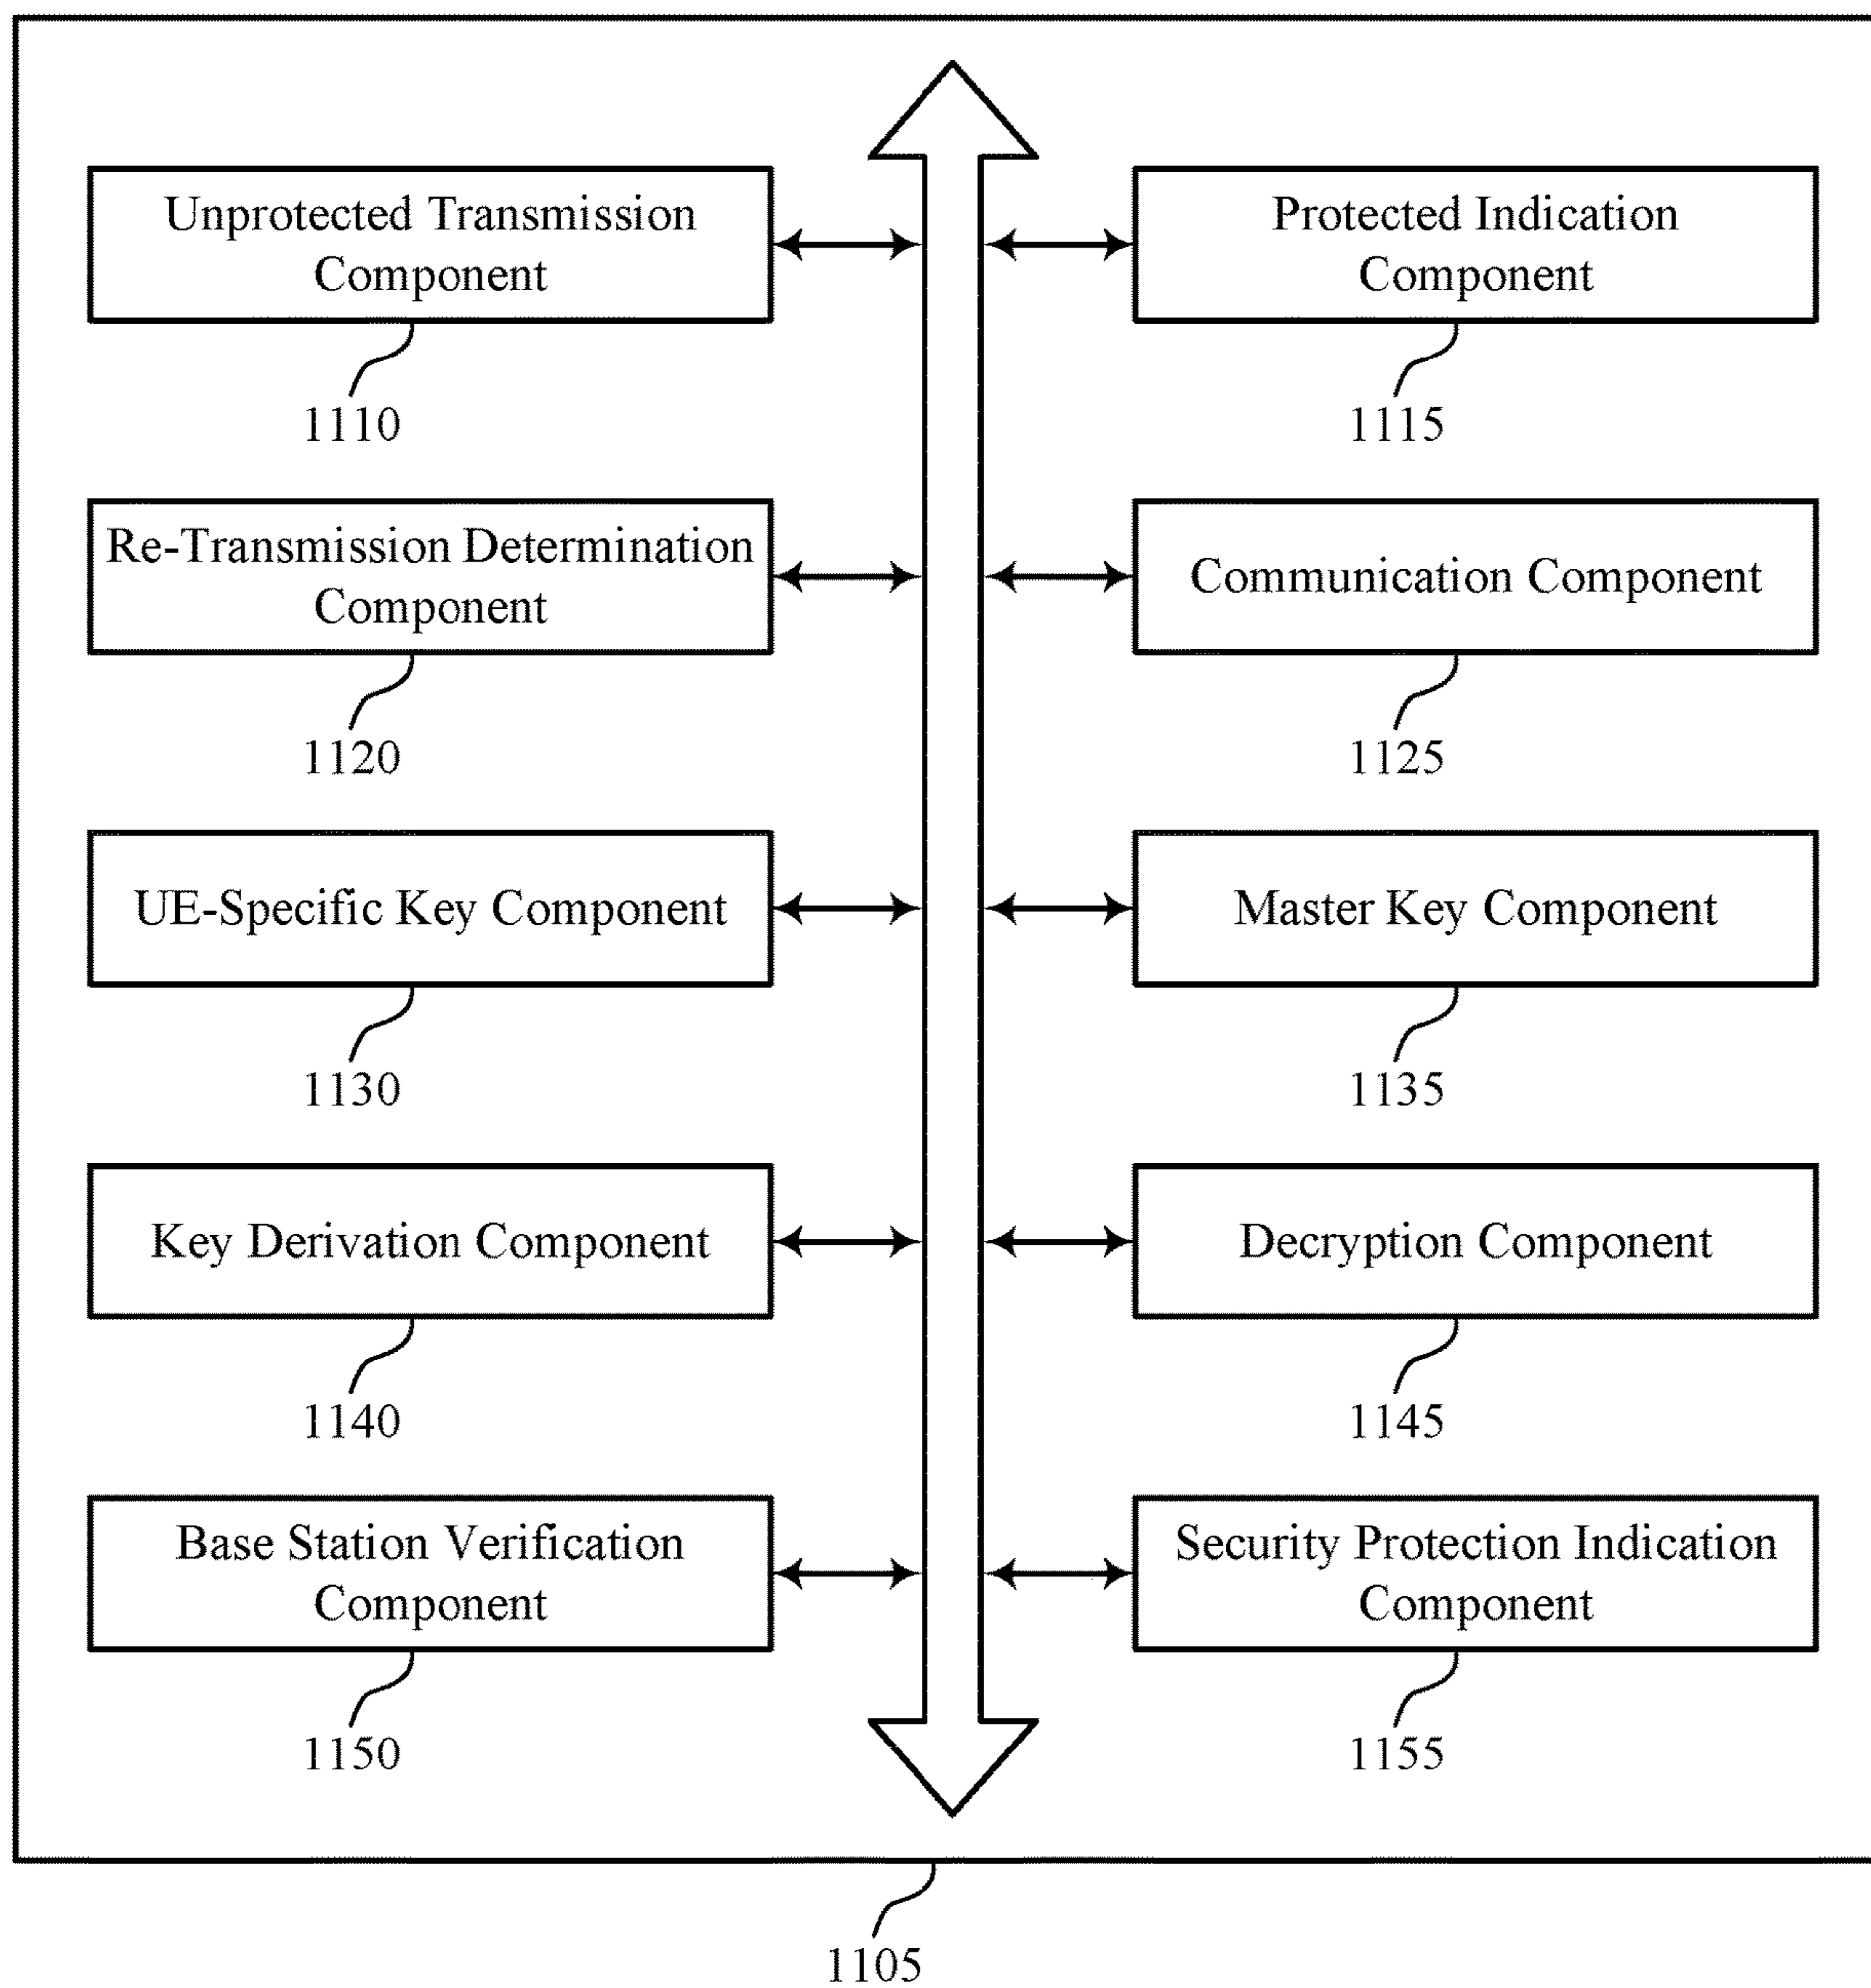 Unprotected Transmission
Component
1110
Protected Indication
Component
1115
Re-Transmission Determination
Component
1120
Communication Component
1125
UE-Specific Key Component
1130
Master Key Component
1135
Key Derivation Component
1140
Decryption Component
1145
Base Station Verification
Component
1150
Security Protection Indication
Component
1155
1105